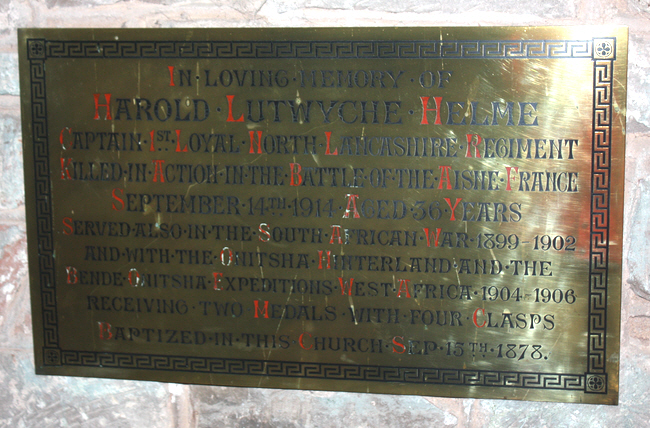 IN · LOVING · MEMORY · OF
HAROLD · LUTWYCHE · HELME
CAPTAIN · 1ST · LOYAL · NORTH · LANCASHIRE · REGIMENT
KILLED · IN · ACTION · IN · THE · BATTLE · OF · THE · AISNE · FRANCE
SEPTEMBER · 14TH · 1914 · AGED · 36 · YEARS
SERVED · ALSO · IN · THE · SOUTH · AFRICAN · WAR · 1899–1902
AND · WITH · THE · ONITSHA · HINTERLAND · AND · THE
BENDE · ONITSHA · EXPEDITIONS · WEST · AFRICA · 1904–1906
RECEIVING · TWO · MEDALS · WITH · FOUR · CLASPS
BAPTIZED · IN · THIS · CHURCH · SEP · 13TH · 1878.